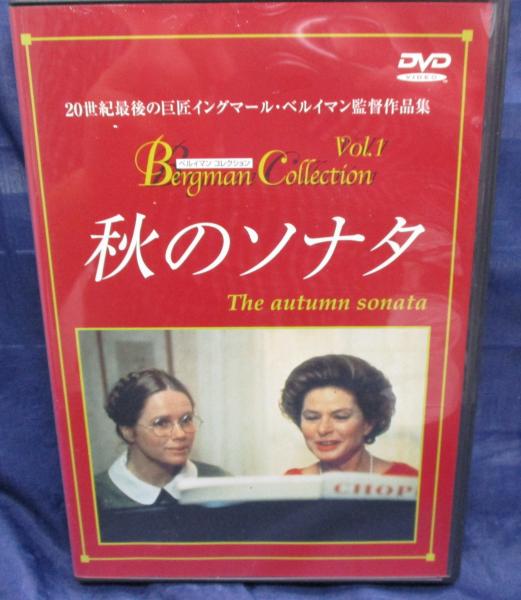 DVD
VIDEO
20世紀最後の巨匠イングマール・ベルイマン監督作品集
Vol.1
ベルイマン コレクション
Bergman Collection
秋のソナタ
The autumn sonata
CHOP